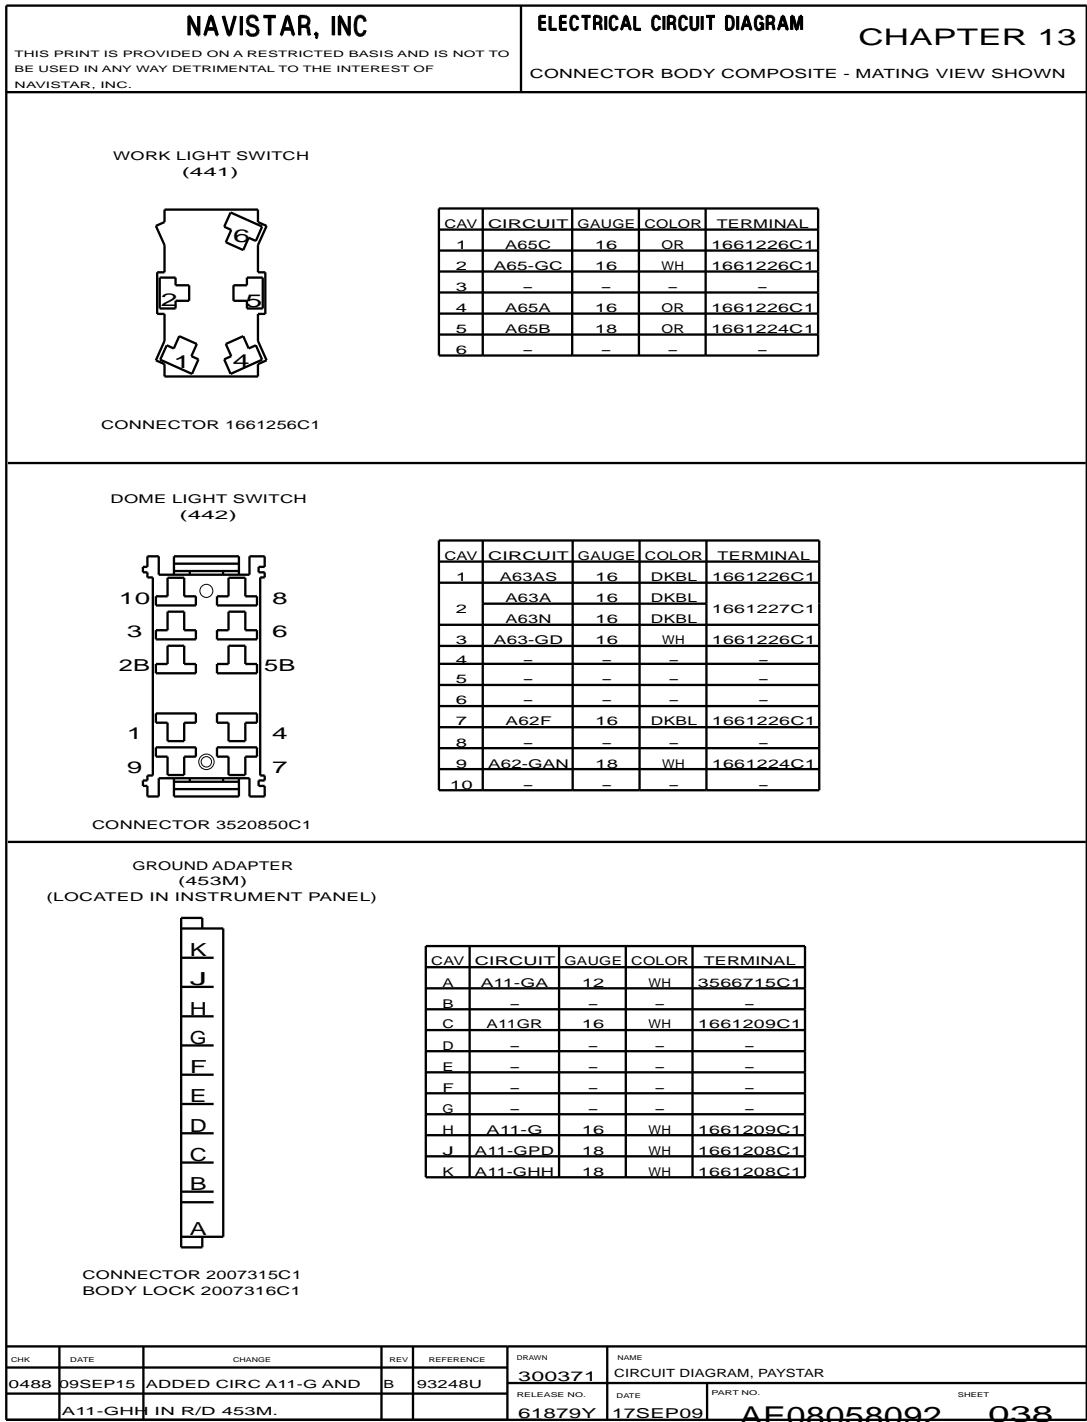 NAVISTAR, INC
THIS PRINT IS PROVIDED ON A RESTRICTED BASIS AND IS NOT TO
BE USED IN ANY WAY DETRIMENTAL TO THE INTEREST OF
NAVISTAR, INC.
ELECTRICAL CIRCUIT DIAGRAM
CHAPTER 13
CONNECTOR BODY COMPOSITE - MATING VIEW SHOWN
WORK LIGHT SWITCH
(441)
6
2 5
1 4
CONNECTOR 1661256C1
CAV CIRCUIT GAUGE COLOR TERMINAL
1 A65C 16 OR 1661226C1
2 A65-GC 16 WH 1661226C1
3 – – – –
4 A65A 16 OR 1661226C1
5 A65B 18 OR 1661224C1
6 – – – –
DOME LIGHT SWITCH
(442)
10 8
3 6
2B 5B
1 4
9 7
CONNECTOR 3520850C1
CAV CIRCUIT GAUGE COLOR TERMINAL
1 A63AS 16 DKBL 1661226C1
2 A63A 16 DKBL 1661227C1
A63N 16 DKBL
3 A63-GD 16 WH 1661226C1
4 – – – –
5 – – – –
6 – – – –
7 A62F 16 DKBL 1661226C1
8 – – – –
9 A62-GAN 18 WH 1661224C1
10 – – – –
GROUND ADAPTER
(453M)
(LOCATED IN INSTRUMENT PANEL)
K
J
H
G
F
E
D
C
B
A
CONNECTOR 2007315C1
BODY LOCK 2007316C1
CAV CIRCUIT GAUGE COLOR TERMINAL
A A11-GA 12 WH 3566715C1
B – – – –
C A11GR 16 WH 1661209C1
D – – – –
E – – – –
F – – – –
G – – – –
H A11-G 16 WH 1661209C1
J A11-GPD 18 WH 1661208C1
K A11-GHH 18 WH 1661208C1
CHK DATE CHANGE REV REFERENCE
0488 09SEP15 ADDED CIRC A11-G AND B 93248U
A11-GHH IN R/D 453M.
DRAWN
300371
NAME
CIRCUIT DIAGRAM, PAYSTAR
RELEASE NO.
61879Y
DATE
17SEP09
PART NO.
AE08058092
SHEET
038